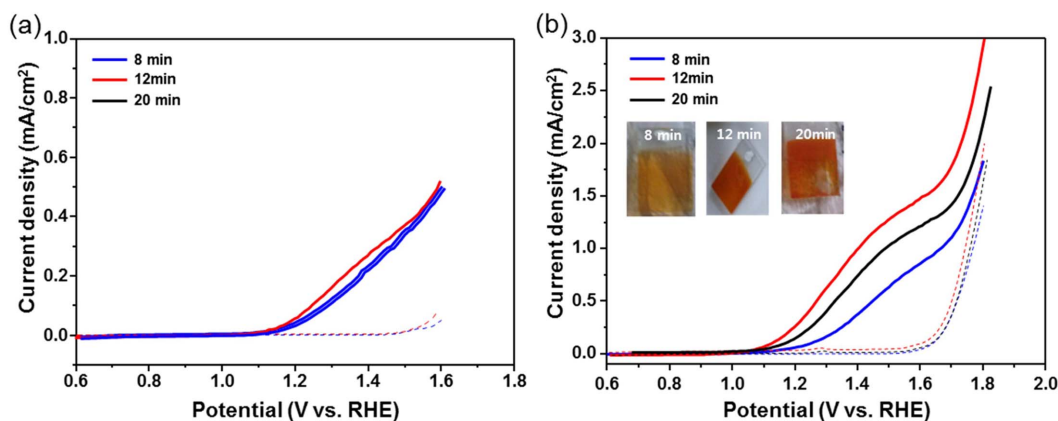 (a)
Current density (mA/cm²)
1.0
0.8
0.6
0.4
0.2
0.0
8 min
12min
20 min
0.6
0.8
1.0
1.2
1.4
1.6
1.8
Potential (V vs. RHE)
(b)
Current density (mA/cm²)
3.0
2.5
2.0
1.5
1.0
0.5
0.0
8 min
12min
20 min
8 min
12 min
20min
0.6
0.8
1.0
1.2
1.4
1.6
1.8
2.0
Potential (V vs. RHE)